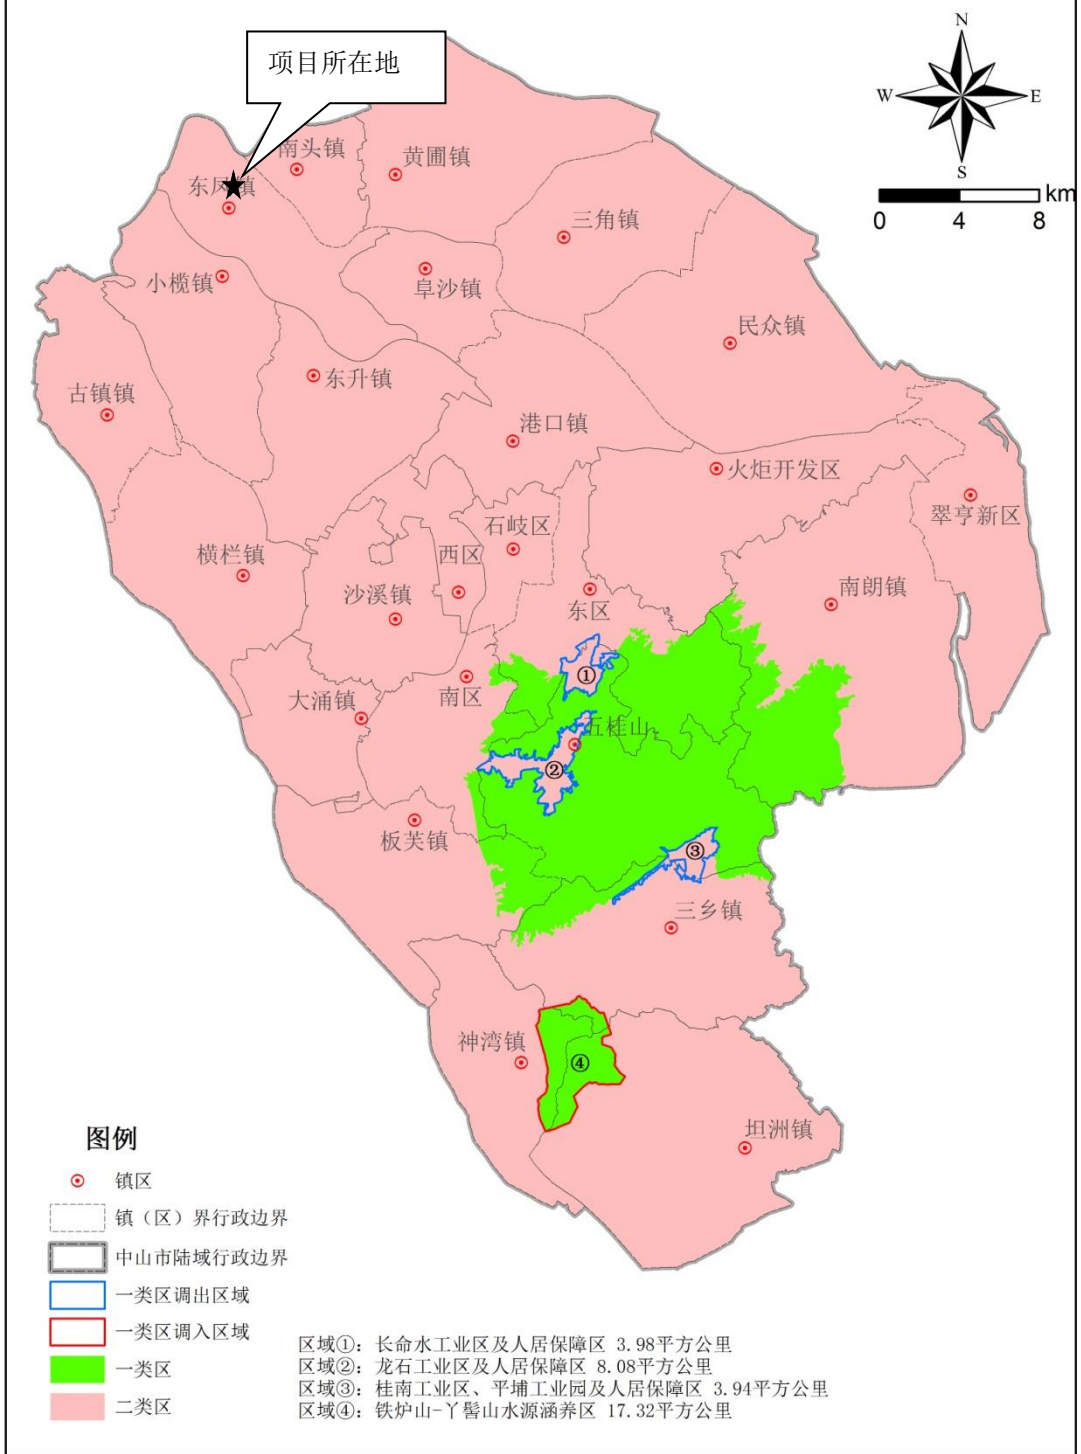 项目所在地
N
W
E
S
km
0 4 8
南头镇
黄圃镇
东凤镇
三角镇
小榄镇
阜沙镇
民众镇
古镇镇
东升镇
港口镇
火炬开发区
翠亨新区
石岐区
横栏镇
西区
沙溪镇
东区
南朗镇
①
南区
大涌镇
五桂山
②
板芙镇
③
三乡镇
神湾镇
④
坦洲镇
图例
镇区
镇（区）界行政边界
中山市陆域行政边界
一类区调出区域
一类区调入区域
一类区
二类区
区域①：长命水工业区及人居保障区 3.98平方公里
区域②：龙石工业区及人居保障区 8.08平方公里
区域③：桂南工业区、平埔工业园及人居保障区 3.94平方公里
区域④：铁炉山-丫髻山水源涵养区 17.32平方公里